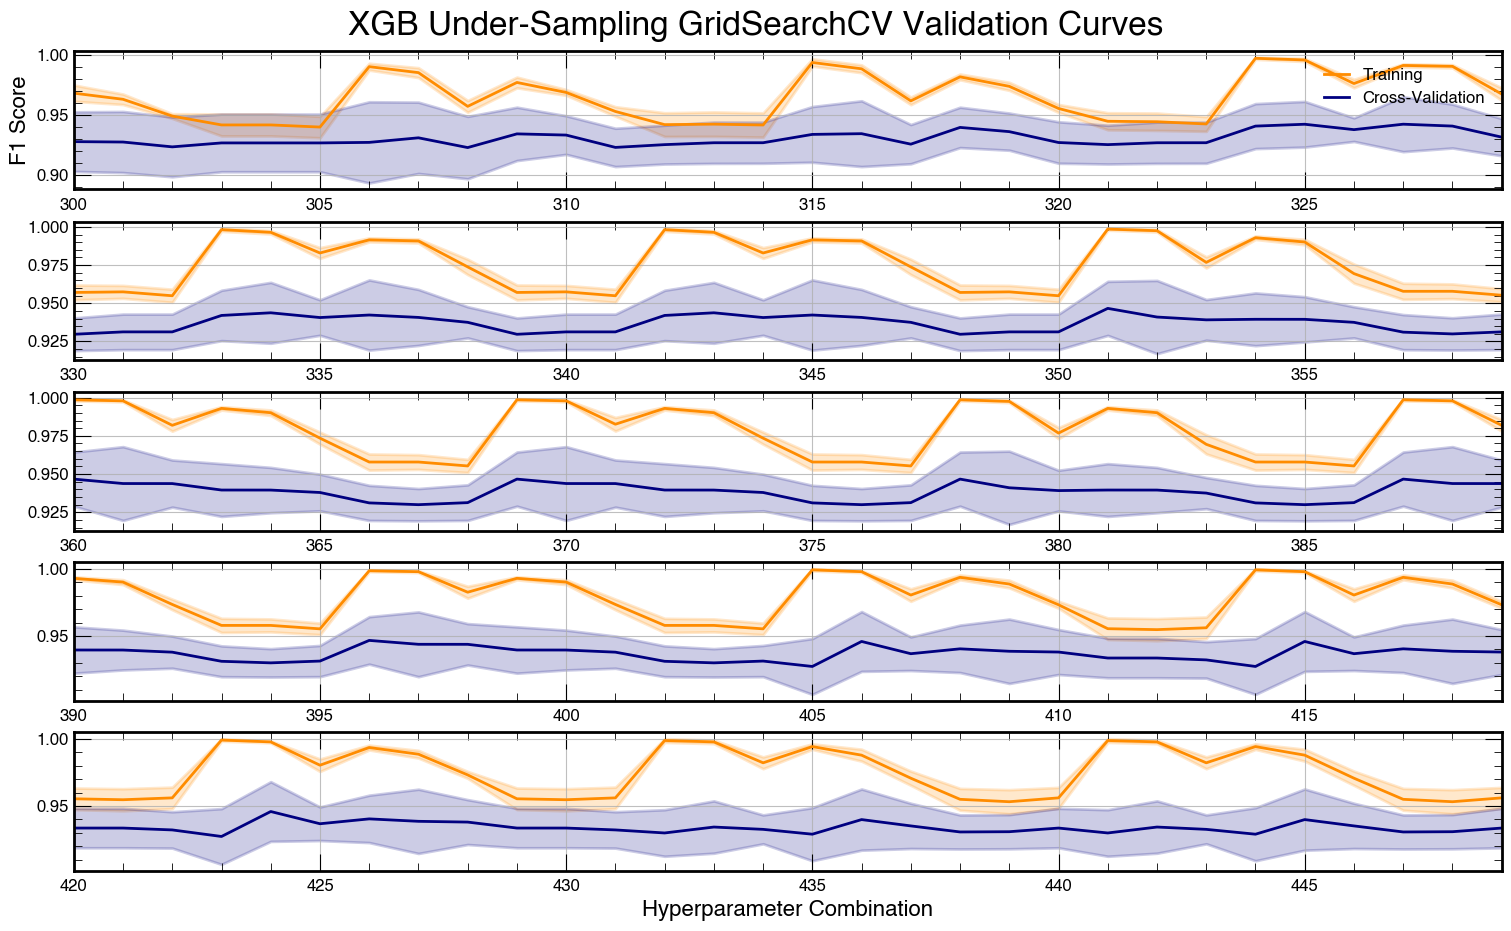 XGB Under-Sampling GridSearchCV Validation Curves
F1 Score
1.00
0.95
0.90
Training
Cross-Validation
300 305 310 315 320 325
1.000
0.975
0.950
0.925
330 335 340 345 350 355
1.000
0.975
0.950
0.925
360 365 370 375 380 385
1.00
0.95
390 395 400 405 410 415
1.00
0.95
420 425 430 435 440 445
Hyperparameter Combination